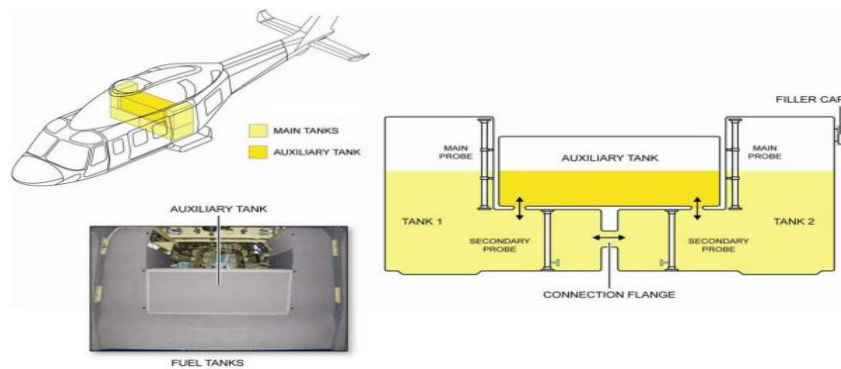 MAIN TANKS
AUXILIARY TANK
AUXILIARY TANK
FUEL TANKS
FILLER CAP
MAIN
PROBE
AUXILIARY TANK
MAIN
PROBE
TANK 1
TANK 2
SECONDARY
PROBE
SECONDARY
PROBE
CONNECTION FLANGE